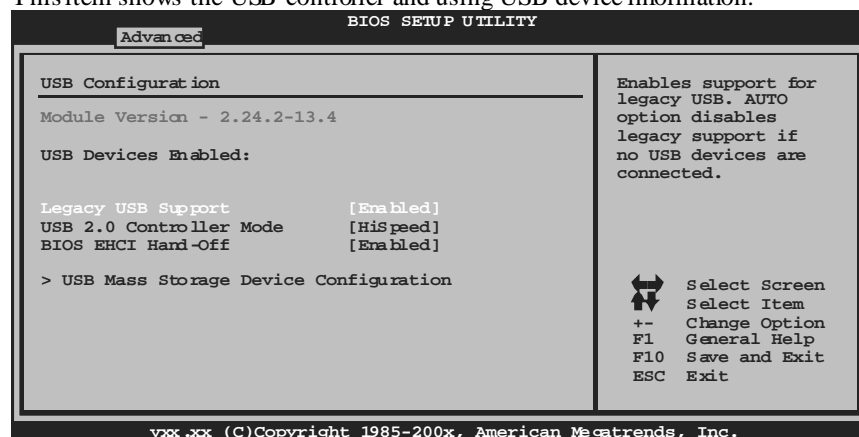 This item shows the USB controller and using USB device information.
BIOS SETUP UTILITY
Advanced
USB Configuration
Module Version - 2.24.2-13.4
USB Devices Enabled:
Legacy USB Support [Enabled]
USB 2.0 Controller Mode [HiSpeed]
BIOS EHCI Hand-Off [Enabled]
> USB Mass Storage Device Configuration
Enables support for
legacy USB. AUTO
option disables
legacy support if
no USB devices are
connected.
Select Screen
Select Item
+- Change Option
F1 General Help
F10 Save and Exit
ESC Exit
vxx.xx (C)Copyright 1985-200x, American Megatrends, Inc.